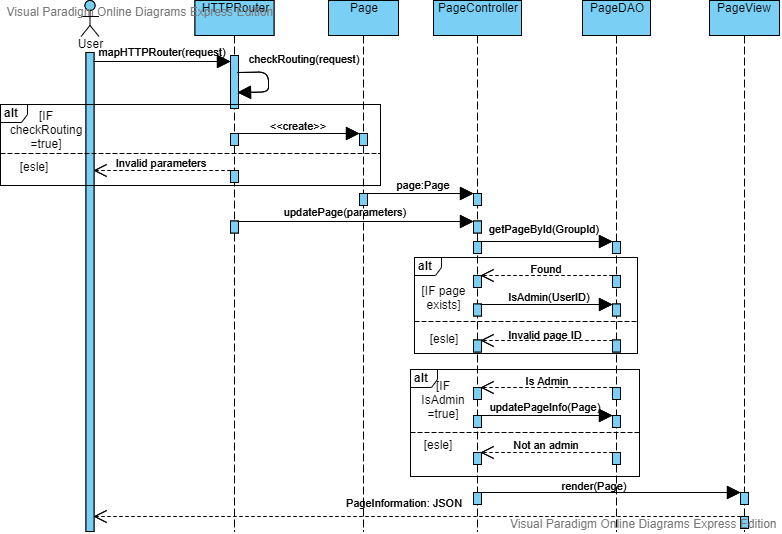 Visual Paradigm Online Diagrams Express Edition
HTTPRouter
Page
PageController
PageDAO
PageView
User
mapHTTPRouter(request)
checkRouting(request)
alt
[IF
checkRouting
=true]
<<create>>
[esle]
Invalid parameters
page:Page
updatePage(parameters)
getPageById(GroupId)
alt
Found
[IF page
exists]
IsAdmin(UserID)
[esle]
Invalid page ID
alt
[IF
IsAdmin
=true]
Is Admin
updatePageInfo(Page)
[esle]
Not an admin
render(Page)
PageInformation: JSON
Visual Paradigm Online Diagrams Express Edition